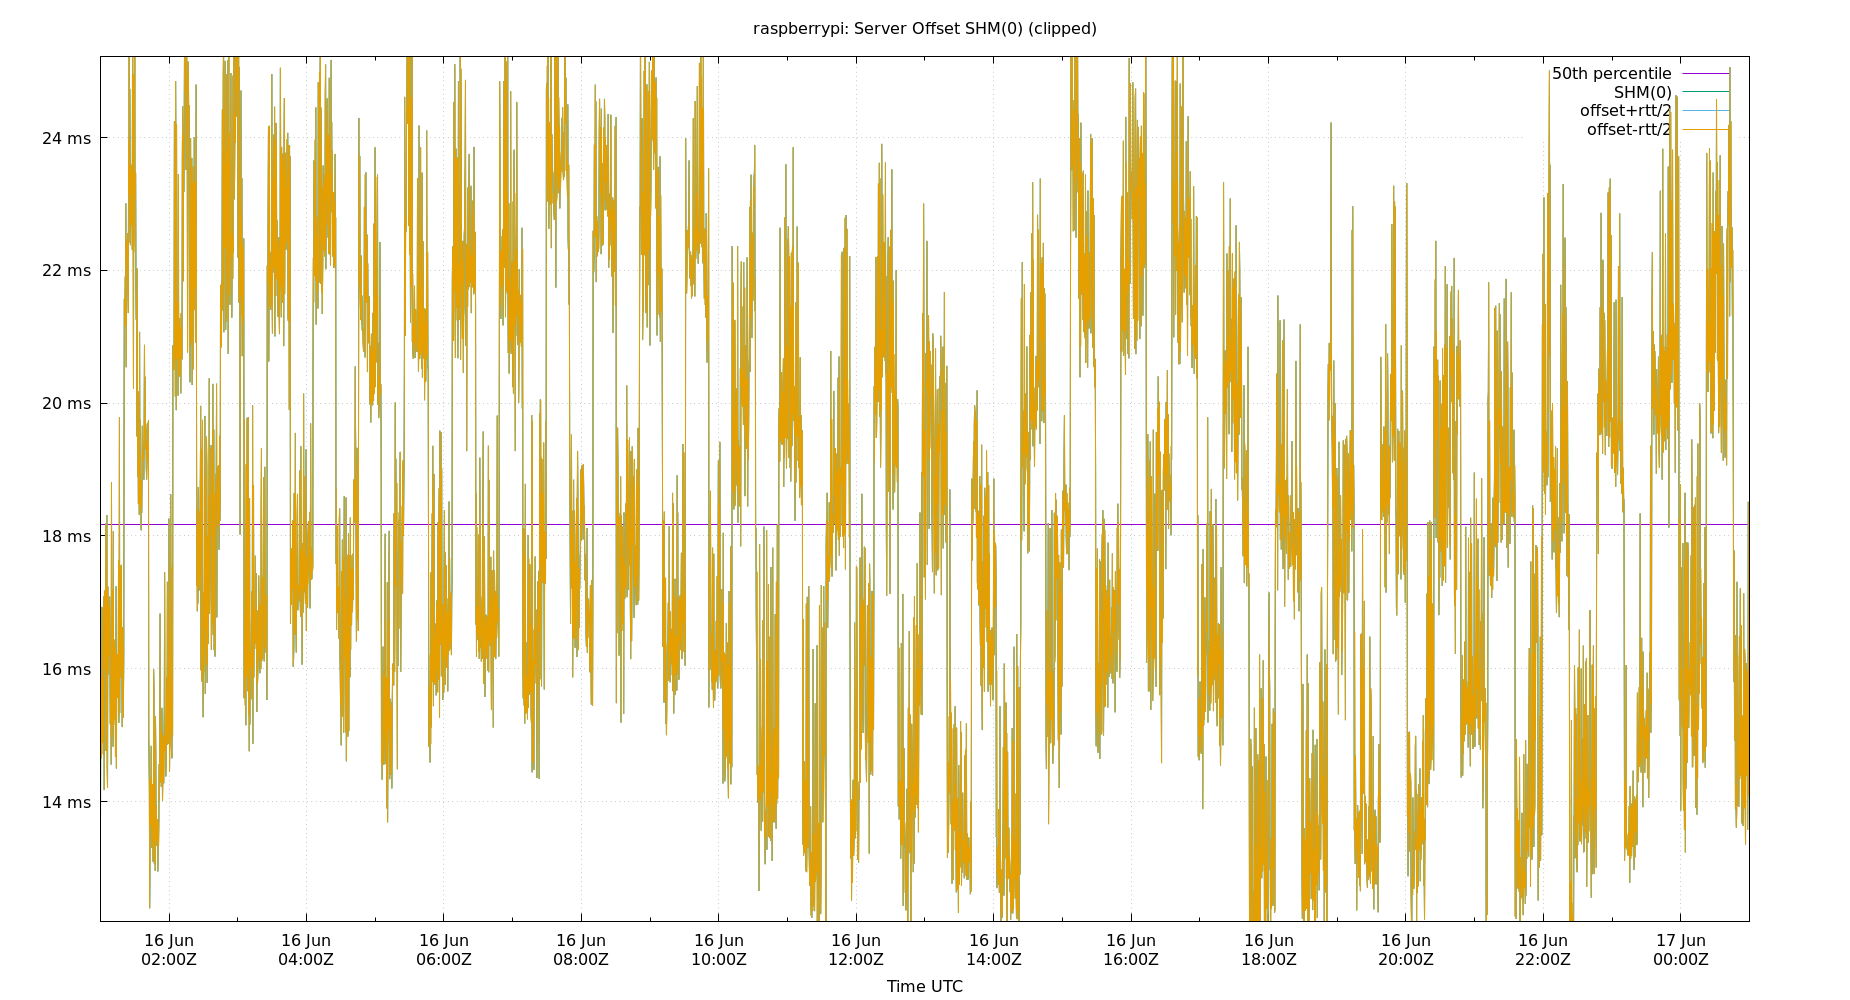 raspberrypi: Server Offset SHM(0) (clipped)
50th percentile
SHM(0)
offset+rtt/2
offset-rtt/2
24 ms
22 ms
20 ms
18 ms
16 ms
14 ms
16 Jun 16 Jun 16 Jun 16 Jun 16 Jun 16 Jun 16 Jun 16 Jun 16 Jun 16 Jun 16 Jun 17 Jun
02:00Z 04:00Z 06:00Z 08:00Z 10:00Z 12:00Z 14:00Z 16:00Z 18:00Z 20:00Z 22:00Z 00:00Z
Time UTC